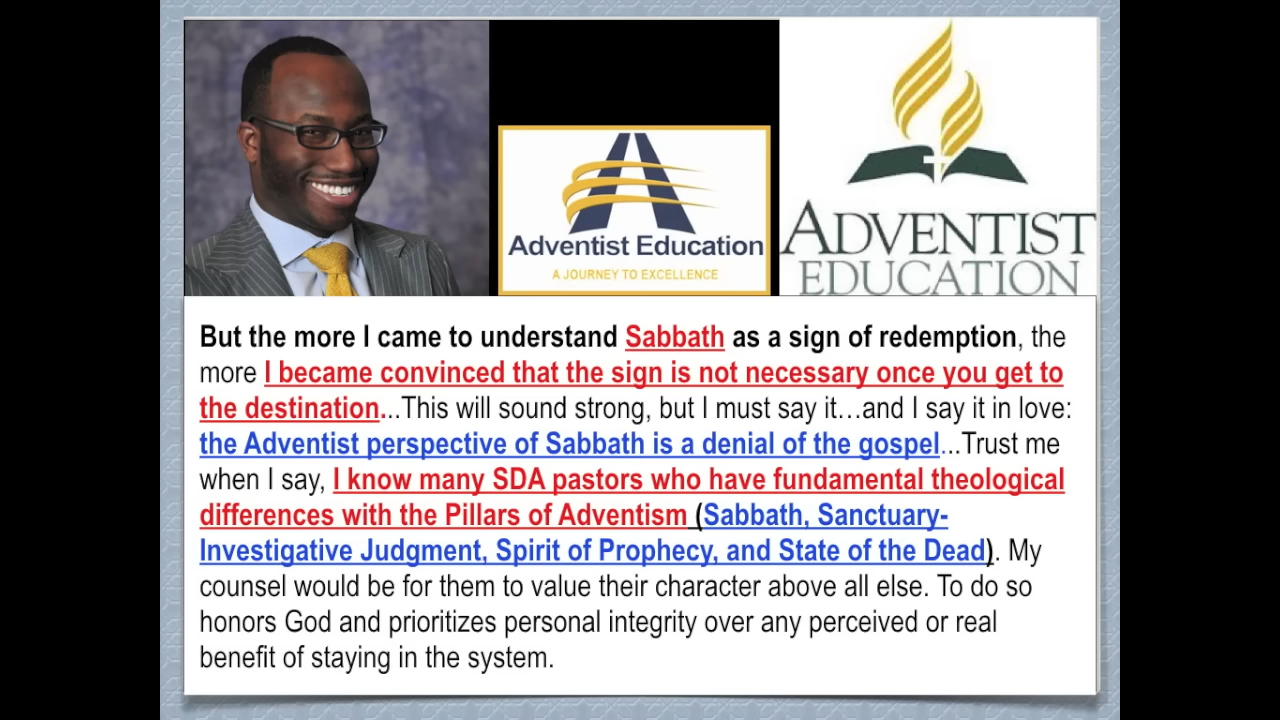 Adventist Education
A JOURNEY TO EXCELLENCE
ADVENTIST
EDUCATION
But the more I came to understand Sabbath as a sign of redemption, the
more I became convinced that the sign is not necessary once you get to
the destination...This will sound strong, but I must say it…and I say it in love:
the Adventist perspective of Sabbath is a denial of the gospel...Trust me
when I say, I know many SDA pastors who have fundamental theological
differences with the Pillars of Adventism (Sabbath, Sanctuary-
Investigative Judgment, Spirit of Prophecy, and State of the Dead). My
counsel would be for them to value their character above all else. To do so
honors God and prioritizes personal integrity over any perceived or real
benefit of staying in the system.